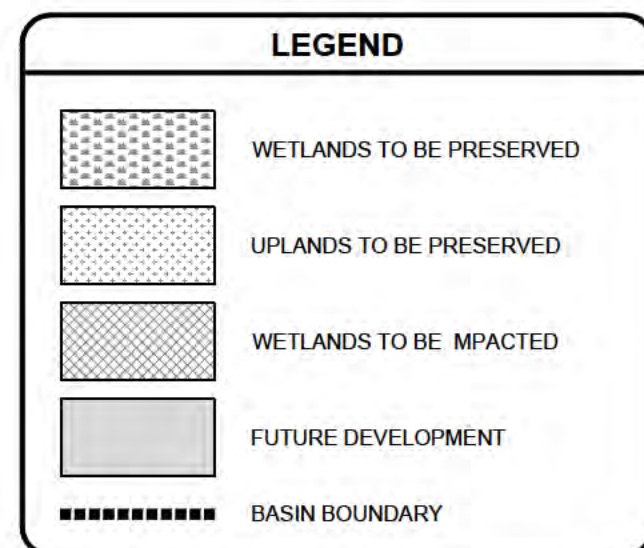 LEGEND
WETLANDS TO BE PRESERVED
UPLANDS TO BE PRESERVED
WETLANDS TO BE MPACTED
FUTURE DEVELOPMENT
BASIN BOUNDARY